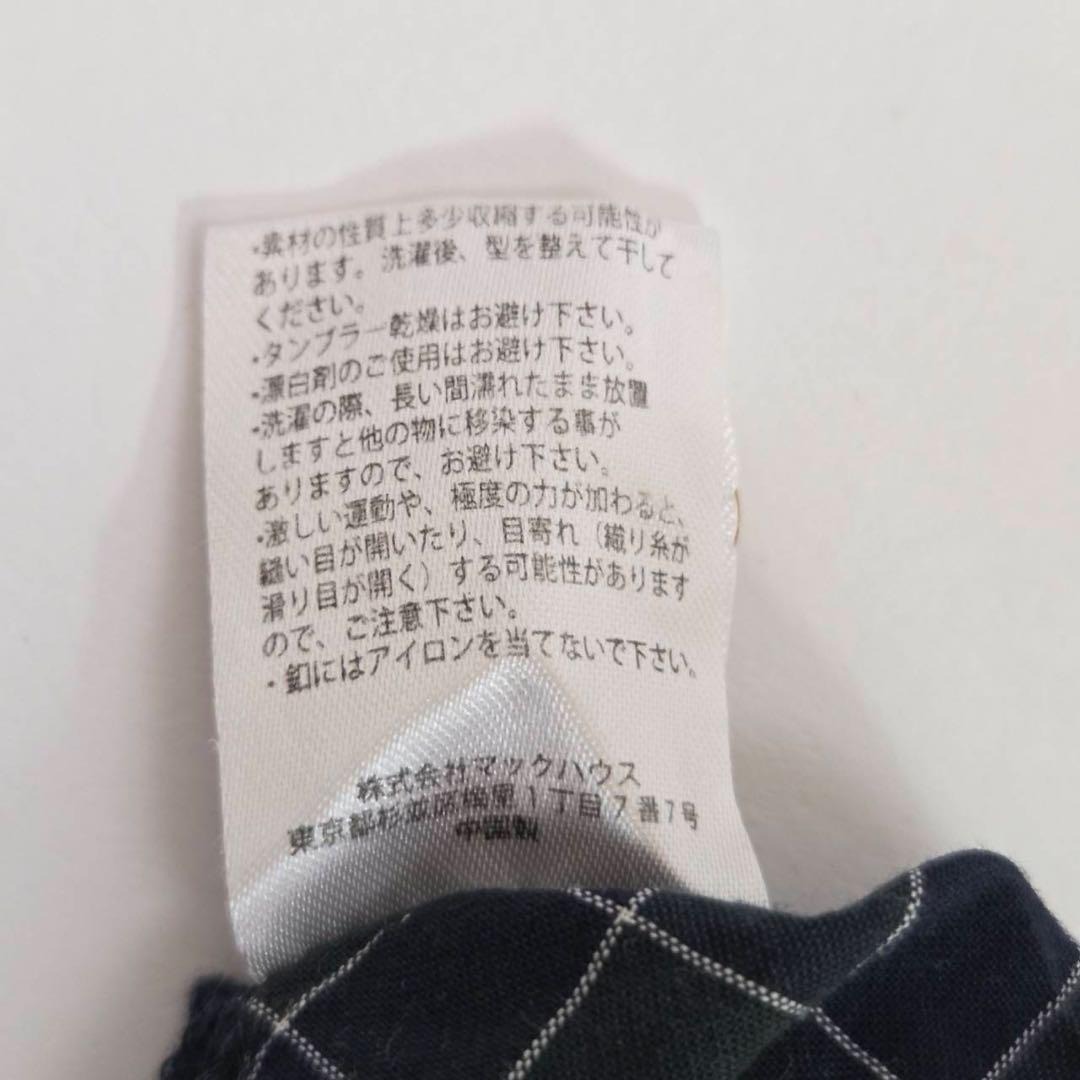 ・素材の性質上多少収縮する可能性が
あります。洗濯後、型を整えて干して
ください。
・タンブラー乾燥はお避け下さい。
・漂白剤のご使用はお避け下さい。
・洗濯の際、長い間濡れたまま放置
しますと他の物に移染する事が
ありますので、お避け下さい。
・激しい運動や、極度の力が加わると、
縫い目が開いたり、目寄れ（織り糸が
滑り目が開く）する可能性があります
ので、ご注意下さい。
・釦にはアイロンを当てないで下さい。
株式会社マックハウス
東京都杉並区梅里1丁目7番7号
中国製